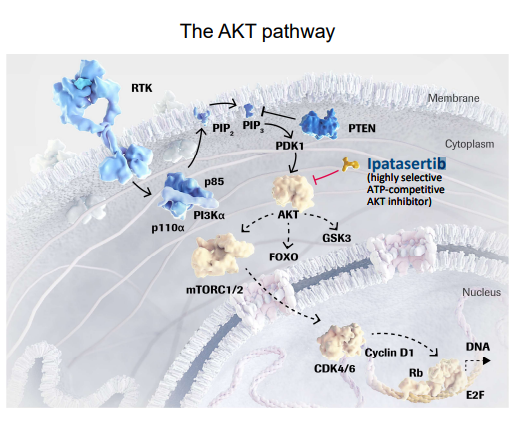 The AKT pathway
RTK
Membrane
PIP2
PIP3
PTEN
Cytoplasm
PDK1
Ipatasertib
(highly selective
ATP-competitive
AKT inhibitor)
p85
PI3Kα
p110α
AKT
GSK3
FOXO
mTORC1/2
Nucleus
Cyclin D1
CDK4/6
DNA
Rb
E2F